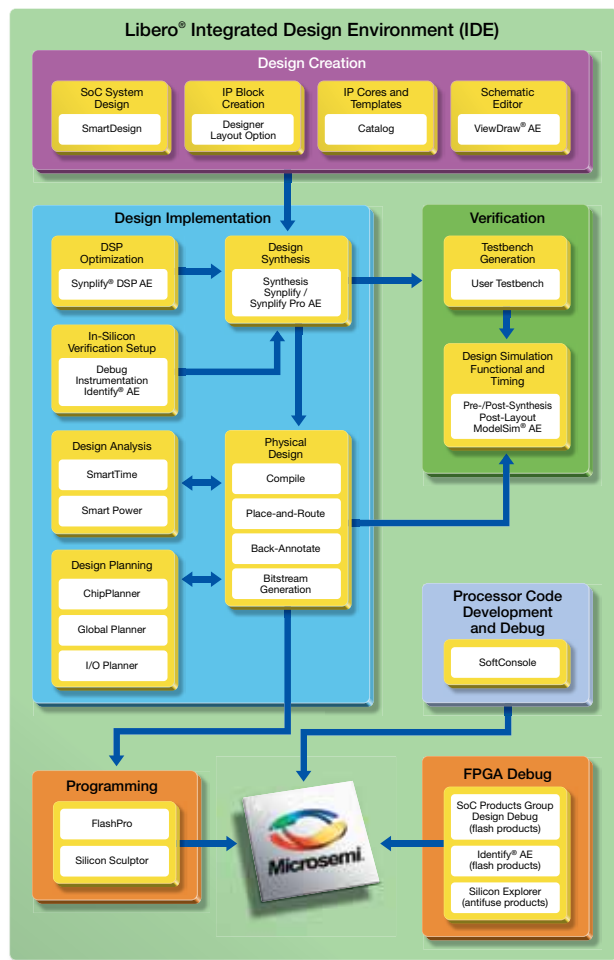 Libero® Integrated Design Environment (IDE)
Design Creation
SoC System
Design
SmartDesign
IP Block
Creation
Designer
Layout Option
IP Cores and
Templates
Catalog
Schematic
Editor
ViewDraw® AE
Design Implementation
DSP
Optimization
Synplify® DSP AE
Design
Synthesis
Synthesis
Synplify /
Synplify Pro AE
In-Silicon
Verification Setup
Debug
Instrumentation
Identify® AE
Design Analysis
SmartTime
Smart Power
Physical
Design
Compile
Place-and-Route
Back-Annotate
Bitstream
Generation
Design Planning
ChipPlanner
Global Planner
I/O Planner
Verification
Testbench
Generation
User Testbench
Design Simulation
Functional and
Timing
Pre-/Post-Synthesis
Post-Layout
ModelSim® AE
Processor Code
Development
and Debug
SoftConsole
Programming
FlashPro
Silicon Sculptor
Microsemi.
FPGA Debug
SoC Products Group
Design Debug
(flash products)
Identify® AE
(flash products)
Silicon Explorer
(antifuse products)